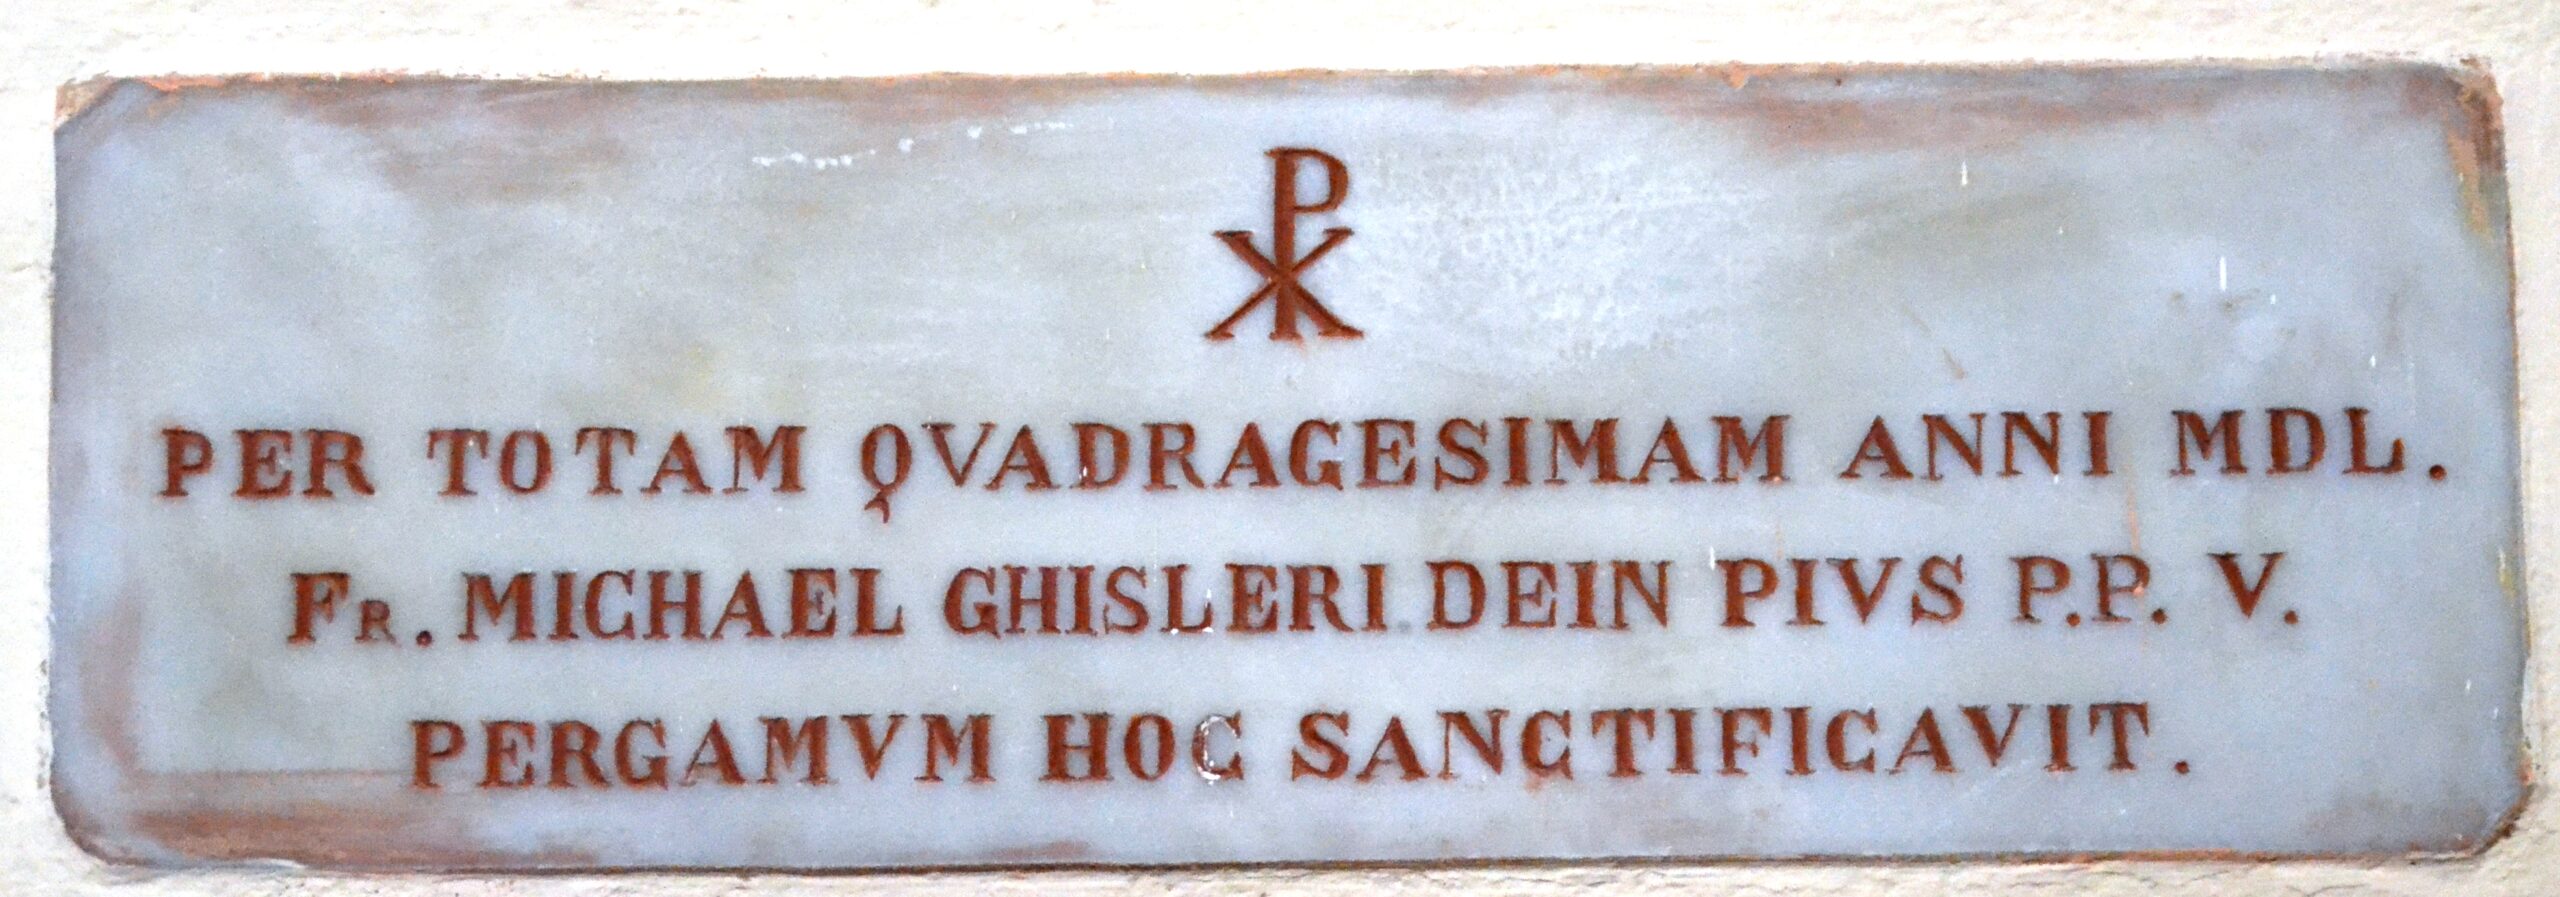 ☧
PER TOTAM QVADRAGESIMAM ANNI MDL.
FR. MICHAEL GHISLERI DEIN PIVS P.P. V.
PERGAMVM HOC SANCTIFICAVIT.